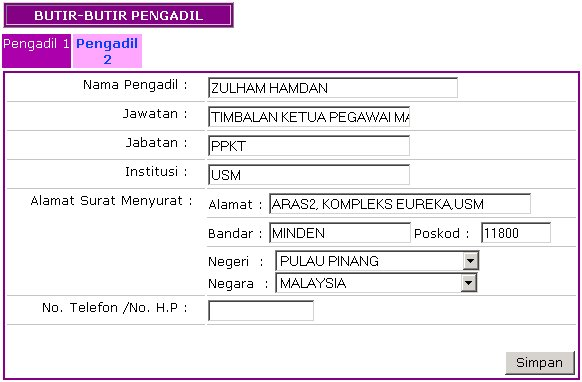 BUTIR-BUTIR PENGADIL
Pengadil 1 Pengadil 2
Nama Pengadil : ZULHAM HAMDAN
Jawatan : TIMBALAN KETUA PEGAWAI MA
Jabatan : PPKT
Institusi : USM
Alamat Surat Menyurat : Alamat : ARAS2, KOMPLEKS EUREKA,USM
Bandar : MINDEN Poskod : 11800
Negeri : PULAU PINANG
Negara : MALAYSIA
No. Telefon /No. H.P :
Simpan